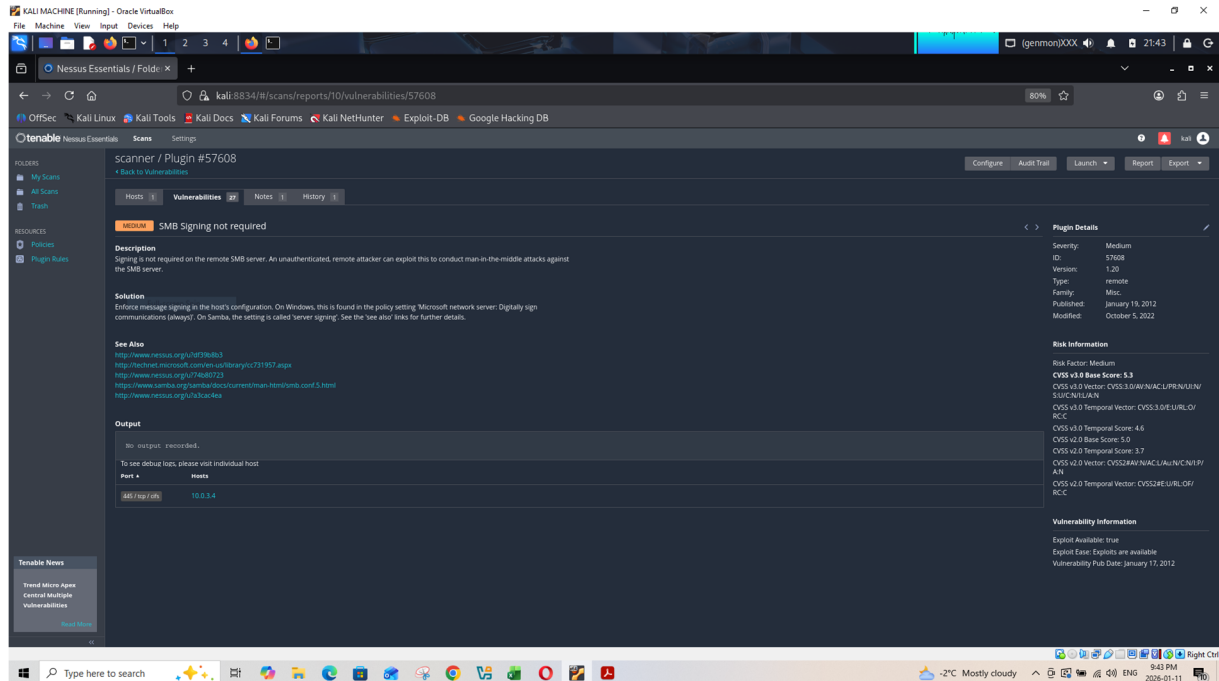 KALI MACHINE [Running] - Oracle VirtualBox
File Machine View Input Devices Help
1 2 3 4
(genmon)XXX 21:43
Nessus Essentials / Folde
kali:8834/#/scans/reports/10/vulnerabilities/57608 80%
OffSec Kali Linux Kali Tools Kali Docs Kali Forums Kali NetHunter Exploit-DB Google Hacking DB
tenable Nessus Essentials Scans Settings kali
FOLDERS
My Scans
All Scans
Trash
RESOURCES
Policies
Plugin Rules
scanner / Plugin #57608
Back to Vulnerabilities
Configure Audit Trail Launch Report Export
Hosts 1 Vulnerabilities 27 Notes 1 History 1
MEDIUM SMB Signing not required
Description
Signing is not required on the remote SMB server. An unauthenticated, remote attacker can exploit this to conduct man-in-the-middle attacks against
the SMB server.
Solution
Enforce message signing in the host's configuration. On Windows, this is found in the policy setting 'Microsoft network server: Digitally sign
communications (always)'. On Samba, the setting is called 'server signing'. See the 'see also' links for further details.
See Also
http://www.nessus.org/u?df39b8b3
http://technet.microsoft.com/en-us/library/cc731957.aspx
http://www.nessus.org/u?74b80723
https://www.samba.org/samba/docs/current/man-html/smb.conf.5.html
http://www.nessus.org/u?a3cac4ea
Output
No output recorded.
To see debug logs, please visit individual host
Port Hosts
445 / tcp / cifs 10.0.3.4
Plugin Details
Severity: Medium
ID: 57608
Version: 1.20
Type: remote
Family: Misc.
Published: January 19, 2012
Modified: October 5, 2022
Risk Information
Risk Factor: Medium
CVSS v3.0 Base Score: 5.3
CVSS v3.0 Vector: CVSS:3.0/AV:N/AC:L/PR:N/UI:N/
S:U/C:N/I:L/A:N
CVSS v3.0 Temporal Vector: CVSS:3.0/E:U/RL:O/
RC:C
CVSS v3.0 Temporal Score: 4.6
CVSS v2.0 Base Score: 5.0
CVSS v2.0 Temporal Score: 3.7
CVSS v2.0 Vector: CVSS2#AV:N/AC:L/Au:N/C:N/I:P/
A:N
CVSS v2.0 Temporal Vector: CVSS2#E:U/RL:OF/
RC:C
Vulnerability Information
Exploit Available: true
Exploit Ease: Exploits are available
Vulnerability Pub Date: January 17, 2012
Tenable News
Trend Micro Apex
Central Multiple
Vulnerabilities
Read More
Right Ctrl
Type here to search
-2°C Mostly cloudy ENG 9:43 PM
2026-01-11